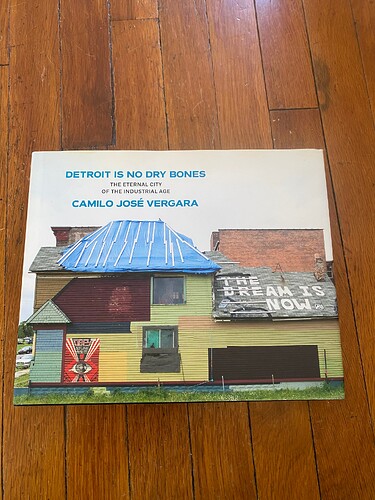 DETROIT IS NO DRY BONES
THE ETERNAL CITY
OF THE INDUSTRIAL AGE
CAMILO JOSÉ VERGARA
THE
DREAM IS
NOW